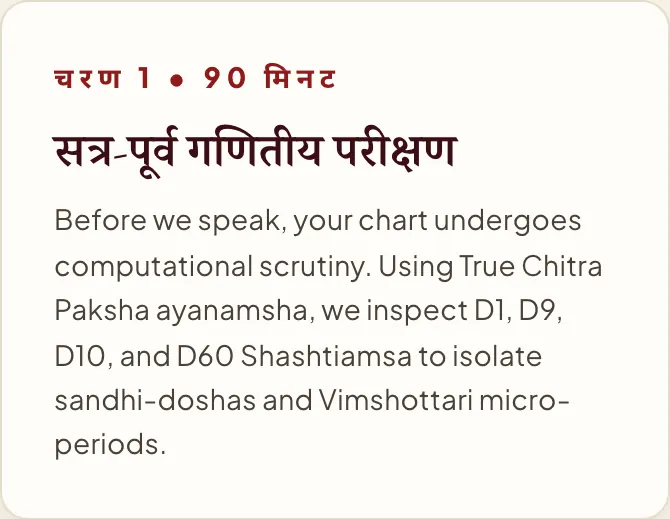 चरण 1 • 90 मिनट
सत्र-पूर्व गणितीय परीक्षण
Before we speak, your chart undergoes
computational scrutiny. Using True Chitra
Paksha ayanamsha, we inspect D1, D9,
D10, and D60 Shashtiamsa to isolate
sandhi-doshas and Vimshottari micro-
periods.